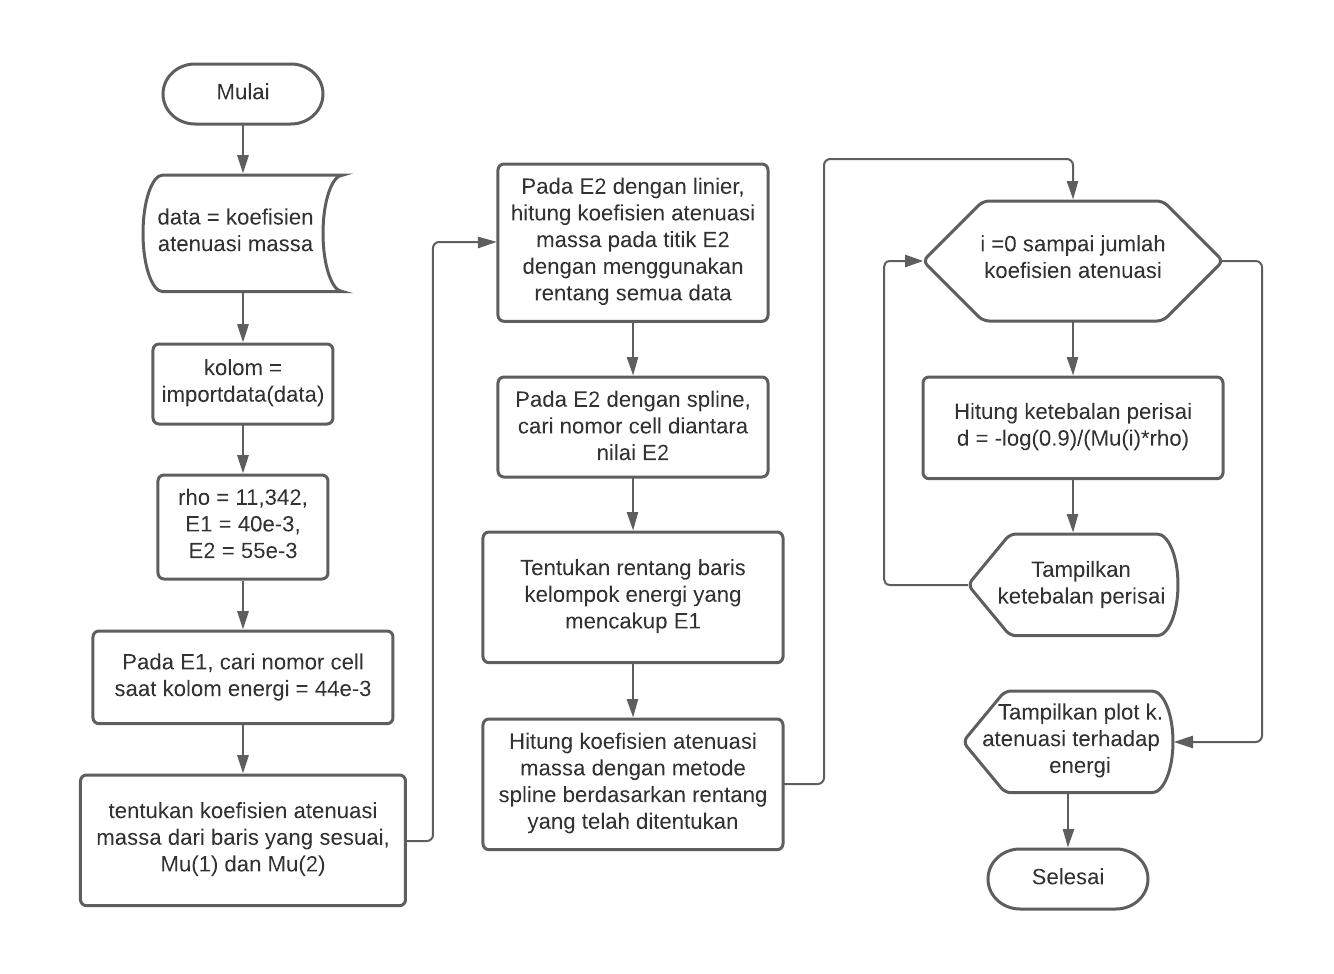 Mulai
data = koefisien
atenuasi massa
kolom =
importdata(data)
rho = 11,342,
E1 = 40e-3,
E2 = 55e-3
Pada E1, cari nomor cell
saat kolom energi = 44e-3
tentukan koefisien atenuasi
massa dari baris yang sesuai,
Mu(1) dan Mu(2)
Pada E2 dengan linier,
hitung koefisien atenuasi
massa pada titik E2
dengan menggunakan
rentang semua data
Pada E2 dengan spline,
cari nomor cell diantara
nilai E2
Tentukan rentang baris
kelompok energi yang
mencakup E1
Hitung koefisien atenuasi
massa dengan metode
spline berdasarkan rentang
yang telah ditentukan
i =0 sampai jumlah
koefisien atenuasi
Hitung ketebalan perisai
d = -log(0.9)/(Mu(i)*rho)
Tampilkan
ketebalan perisai
Tampilkan plot k.
atenuasi terhadap
energi
Selesai